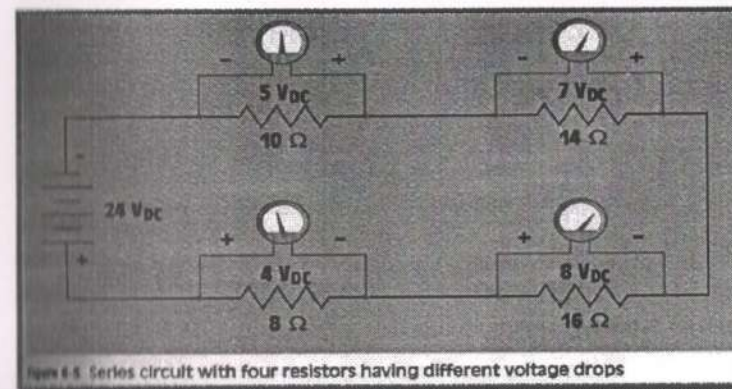 - + - +
5 VDC 7 VDC
10 Ω 14 Ω
-
24 VDC
+
+ - + -
4 VDC 8 VDC
8 Ω 16 Ω
Series circuit with four resistors having different voltage drops